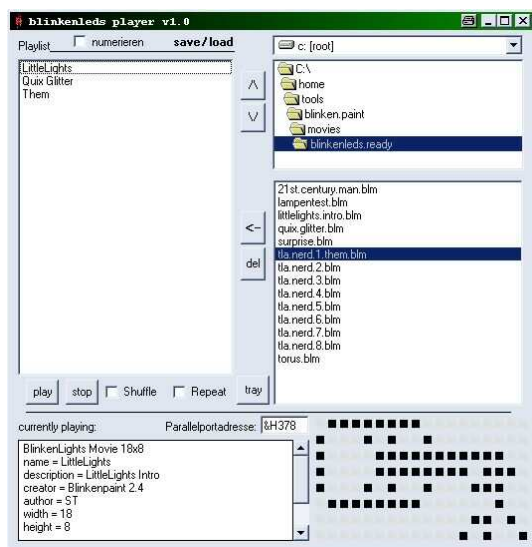 blinkenleds player v1.0
Playlist numerieren save/load
LittleLights
Quix Glitter
Them
/\
\/
<-
del
c: [root]
C:\
home
tools
blinken.paint
movies
blinkenleds.ready
21st.century.man.blm
lampentest.blm
littlelights.intro.blm
quix.glitter.blm
surprise.blm
tla.nerd.1.them.blm
tla.nerd.2.blm
tla.nerd.3.blm
tla.nerd.4.blm
tla.nerd.5.blm
tla.nerd.6.blm
tla.nerd.7.blm
tla.nerd.8.blm
torus.blm
play stop Shuffle Repeat tray
currently playing: Parallelportadresse: &H378
BlinkenLights Movie 18x8
name = LittleLights
description = LittleLights Intro
creator = Blinkenpaint 2.4
author = ST
width = 18
height = 8